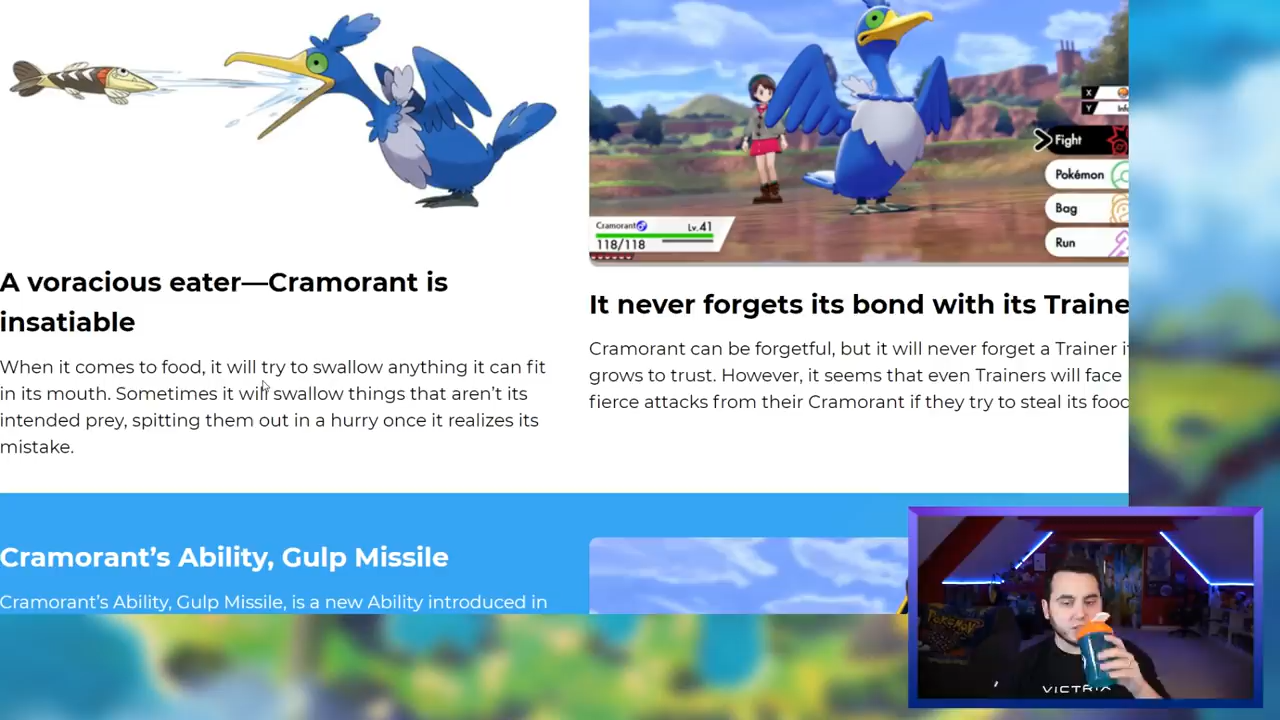 X
Y Info
Fight
Pokémon
Bag
Run
Cramorant♂ Lv.41
118/118
A voracious eater—Cramorant is
insatiable
When it comes to food, it will try to swallow anything it can fit
in its mouth. Sometimes it will swallow things that aren't its
intended prey, spitting them out in a hurry once it realizes its
mistake.
It never forgets its bond with its Traine
Cramorant can be forgetful, but it will never forget a Trainer i
grows to trust. However, it seems that even Trainers will face
fierce attacks from their Cramorant if they try to steal its food
Cramorant's Ability, Gulp Missile
Cramorant's Ability, Gulp Missile, is a new Ability introduced in
POKÉMON
VICTRIX